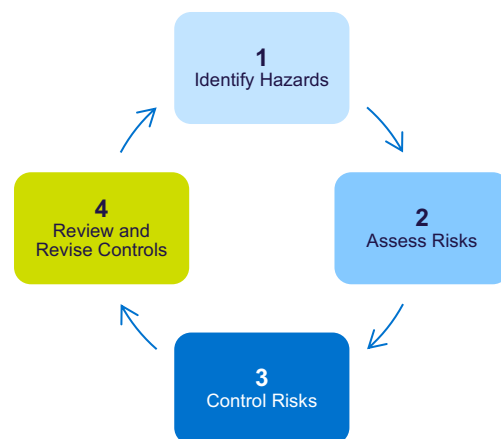 1
Identify Hazards
2
Assess Risks
3
Control Risks
4
Review and
Revise Controls